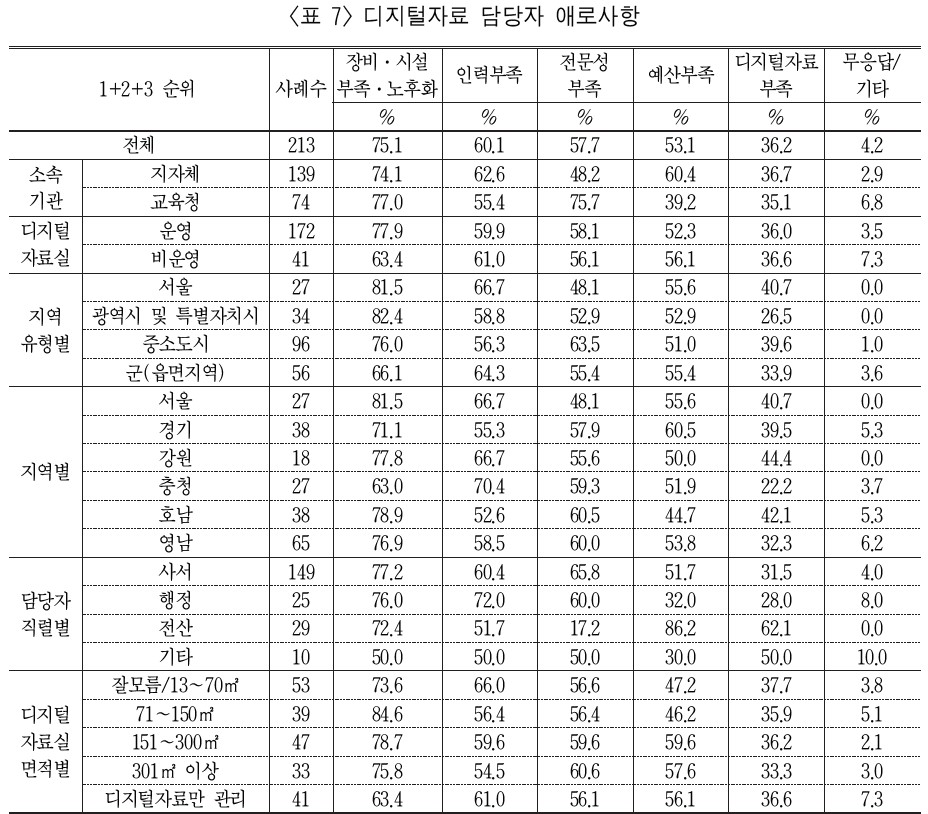 〈표 7〉 디지털자료 담당자 애로사항
1+2+3 순위 사례수 장비・시설 부족・노후화 인력부족 전문성 부족 예산부족 디지털자료 부족 무응답/기타
% % % % % %
전체 213 75.1 60.1 57.7 53.1 36.2 4.2
소속 기관 지자체 139 74.1 62.6 48.2 60.4 36.7 2.9
교육청 74 77.0 55.4 75.7 39.2 35.1 6.8
디지털 자료실 운영 172 77.9 59.9 58.1 52.3 36.0 3.5
비운영 41 63.4 61.0 56.1 56.1 36.6 7.3
지역 유형별 서울 27 81.5 66.7 48.1 55.6 40.7 0.0
광역시 및 특별자치시 34 82.4 58.8 52.9 52.9 26.5 0.0
중소도시 96 76.0 56.3 63.5 51.0 39.6 1.0
군(읍면지역) 56 66.1 64.3 55.4 55.4 33.9 3.6
지역별 서울 27 81.5 66.7 48.1 55.6 40.7 0.0
경기 38 71.1 55.3 57.9 60.5 39.5 5.3
강원 18 77.8 66.7 55.6 50.0 44.4 0.0
충청 27 63.0 70.4 59.3 51.9 22.2 3.7
호남 38 78.9 52.6 60.5 44.7 42.1 5.3
영남 65 76.9 58.5 60.0 53.8 32.3 6.2
담당자 직렬별 사서 149 77.2 60.4 65.8 51.7 31.5 4.0
행정 25 76.0 72.0 60.0 32.0 28.0 8.0
전산 29 72.4 51.7 17.2 86.2 62.1 0.0
기타 10 50.0 50.0 50.0 30.0 50.0 10.0
디지털 자료실 면적별 잘모름/13~70㎡ 53 73.6 66.0 56.6 47.2 37.7 3.8
71~150㎡ 39 84.6 56.4 56.4 46.2 35.9 5.1
151~300㎡ 47 78.7 59.6 59.6 59.6 36.2 2.1
301㎡ 이상 33 75.8 54.5 60.6 57.6 33.3 3.0
디지털자료만 관리 41 63.4 61.0 56.1 56.1 36.6 7.3